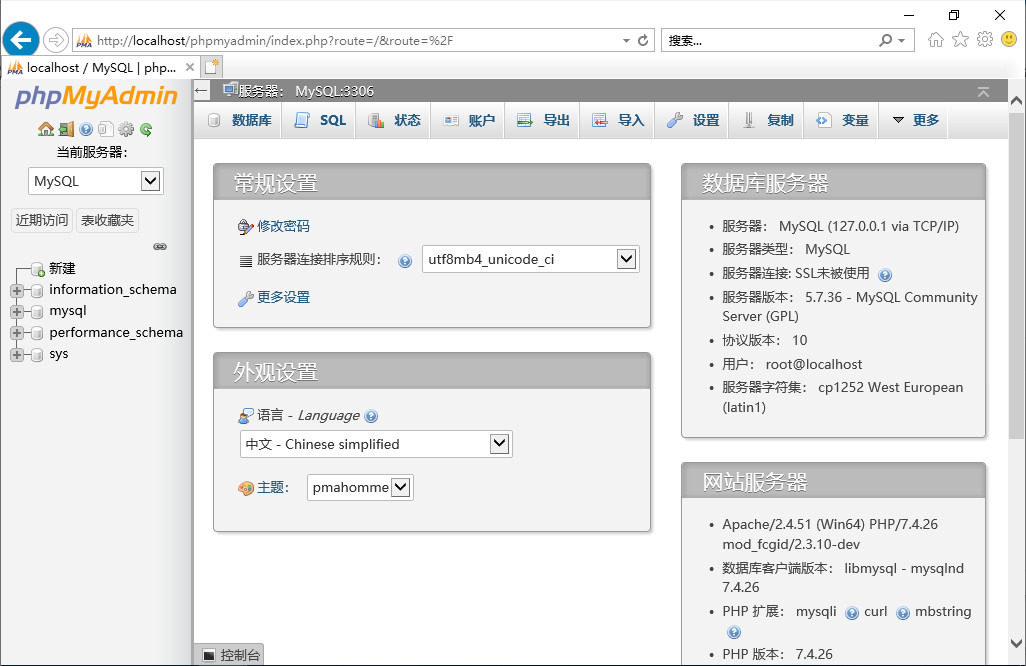 http://localhost/phpmyadmin/index.php?route=/&route=%2F
搜索...
localhost / MySQL | php...
phpMyAdmin
当前服务器：
MySQL
近期访问
表收藏夹
新建
information_schema
mysql
performance_schema
sys
服务器： MySQL:3306
数据库
SQL
状态
账户
导出
导入
设置
复制
变量
更多
常规设置
修改密码
服务器连接排序规则：
utf8mb4_unicode_ci
更多设置
外观设置
语言 - Language
中文 - Chinese simplified
主题：
pmahomme
数据库服务器
• 服务器： MySQL (127.0.0.1 via TCP/IP)
• 服务器类型： MySQL
• 服务器连接: SSL未被使用
• 服务器版本： 5.7.36 - MySQL Community
Server (GPL)
• 协议版本： 10
• 用户： root@localhost
• 服务器字符集： cp1252 West European
(latin1)
网站服务器
• Apache/2.4.51 (Win64) PHP/7.4.26
mod_fcgid/2.3.10-dev
• 数据库客户端版本： libmysql - mysqlnd
7.4.26
• PHP 扩展： mysqli curl mbstring
• PHP 版本： 7.4.26
控制台